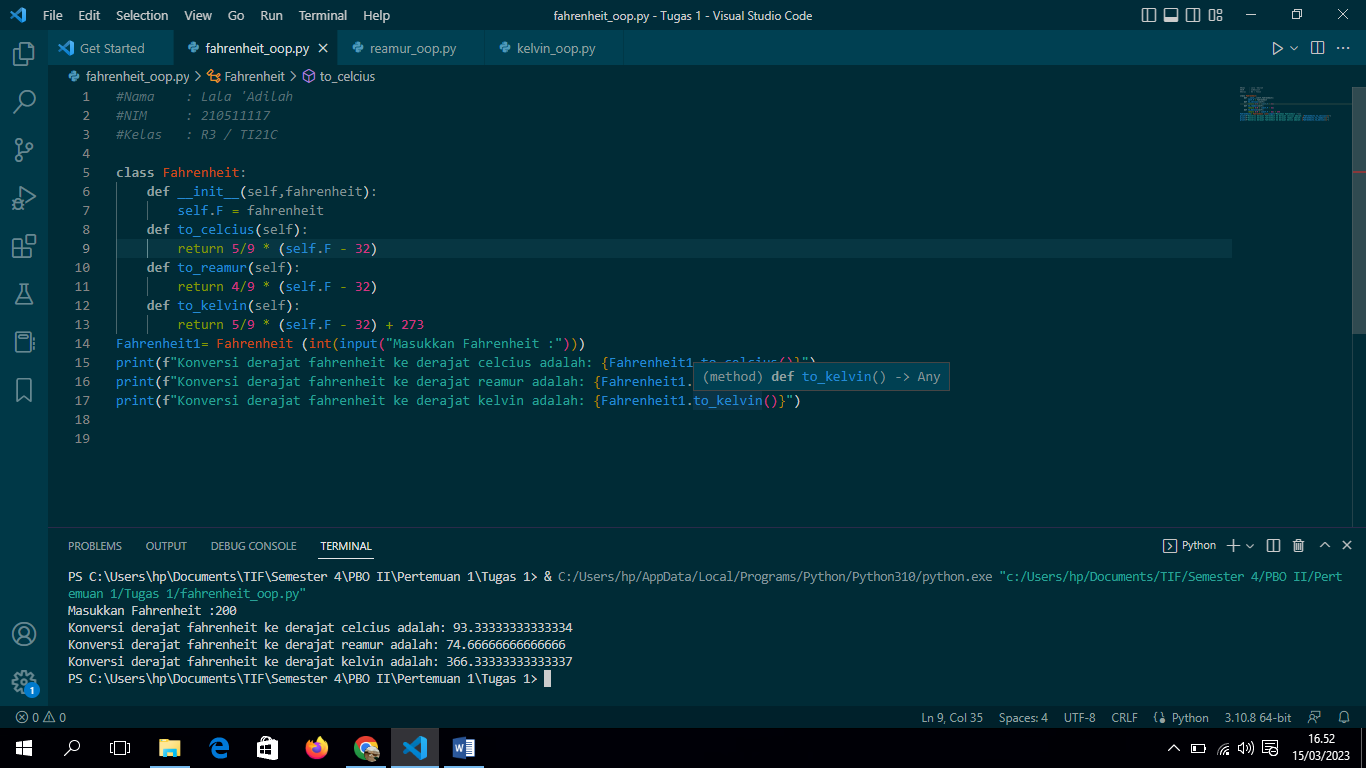 File Edit Selection View Go Run Terminal Help fahrenheit_oop.py - Tugas 1 - Visual Studio Code
Get Started fahrenheit_oop.py reamur_oop.py kelvin_oop.py
fahrenheit_oop.py > Fahrenheit > to_celcius
1 #Nama    : Lala 'Adilah
2 #NIM     : 210511117
3 #Kelas   : R3 / TI21C
4
5 class Fahrenheit:
6     def __init__(self,fahrenheit):
7         self.F = fahrenheit
8     def to_celcius(self):
9         return 5/9 * (self.F - 32)
10     def to_reamur(self):
11         return 4/9 * (self.F - 32)
12     def to_kelvin(self):
13         return 5/9 * (self.F - 32) + 273
14 Fahrenheit1= Fahrenheit (int(input("Masukkan Fahrenheit :")))
15 print(f"Konversi derajat fahrenheit ke derajat celcius adalah: {Fahrenheit1.to_celcius()}")
16 print(f"Konversi derajat fahrenheit ke derajat reamur adalah: {Fahrenheit1.
(method) def to_kelvin() -> Any
17 print(f"Konversi derajat fahrenheit ke derajat kelvin adalah: {Fahrenheit1.to_kelvin()}")
18
19
PROBLEMS OUTPUT DEBUG CONSOLE TERMINAL Python
PS C:\Users\hp\Documents\TIF\Semester 4\PBO II\Pertemuan 1\Tugas 1> & C:/Users/hp/AppData/Local/Programs/Python/Python310/python.exe "c:/Users/hp/Documents/TIF/Semester 4/PBO II/Pert
emuan 1/Tugas 1/fahrenheit_oop.py"
Masukkan Fahrenheit :200
Konversi derajat fahrenheit ke derajat celcius adalah: 93.33333333333334
Konversi derajat fahrenheit ke derajat reamur adalah: 74.66666666666666
Konversi derajat fahrenheit ke derajat kelvin adalah: 366.33333333333337
PS C:\Users\hp\Documents\TIF\Semester 4\PBO II\Pertemuan 1\Tugas 1>
1
0 0 Ln 9, Col 35 Spaces: 4 UTF-8 CRLF Python 3.10.8 64-bit
16.52
15/03/2023